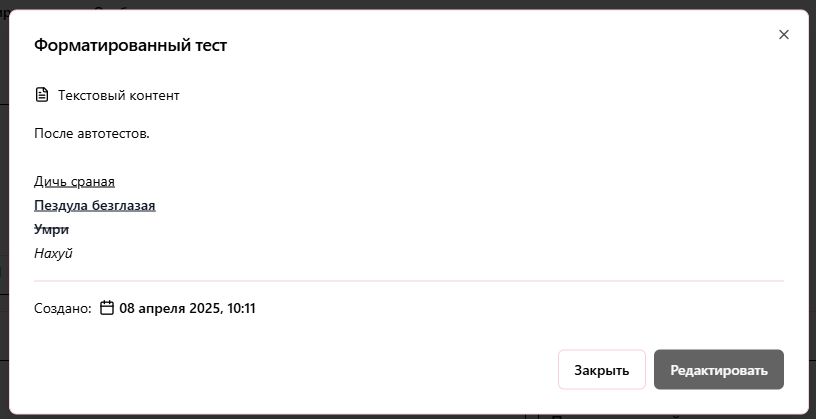 Форматированный тест
Текстовый контент
После автотестов.
Дичь сраная
Пездула безглазая
Умри
Нахуй
Создано: 08 апреля 2025, 10:11
Закрыть Редактировать